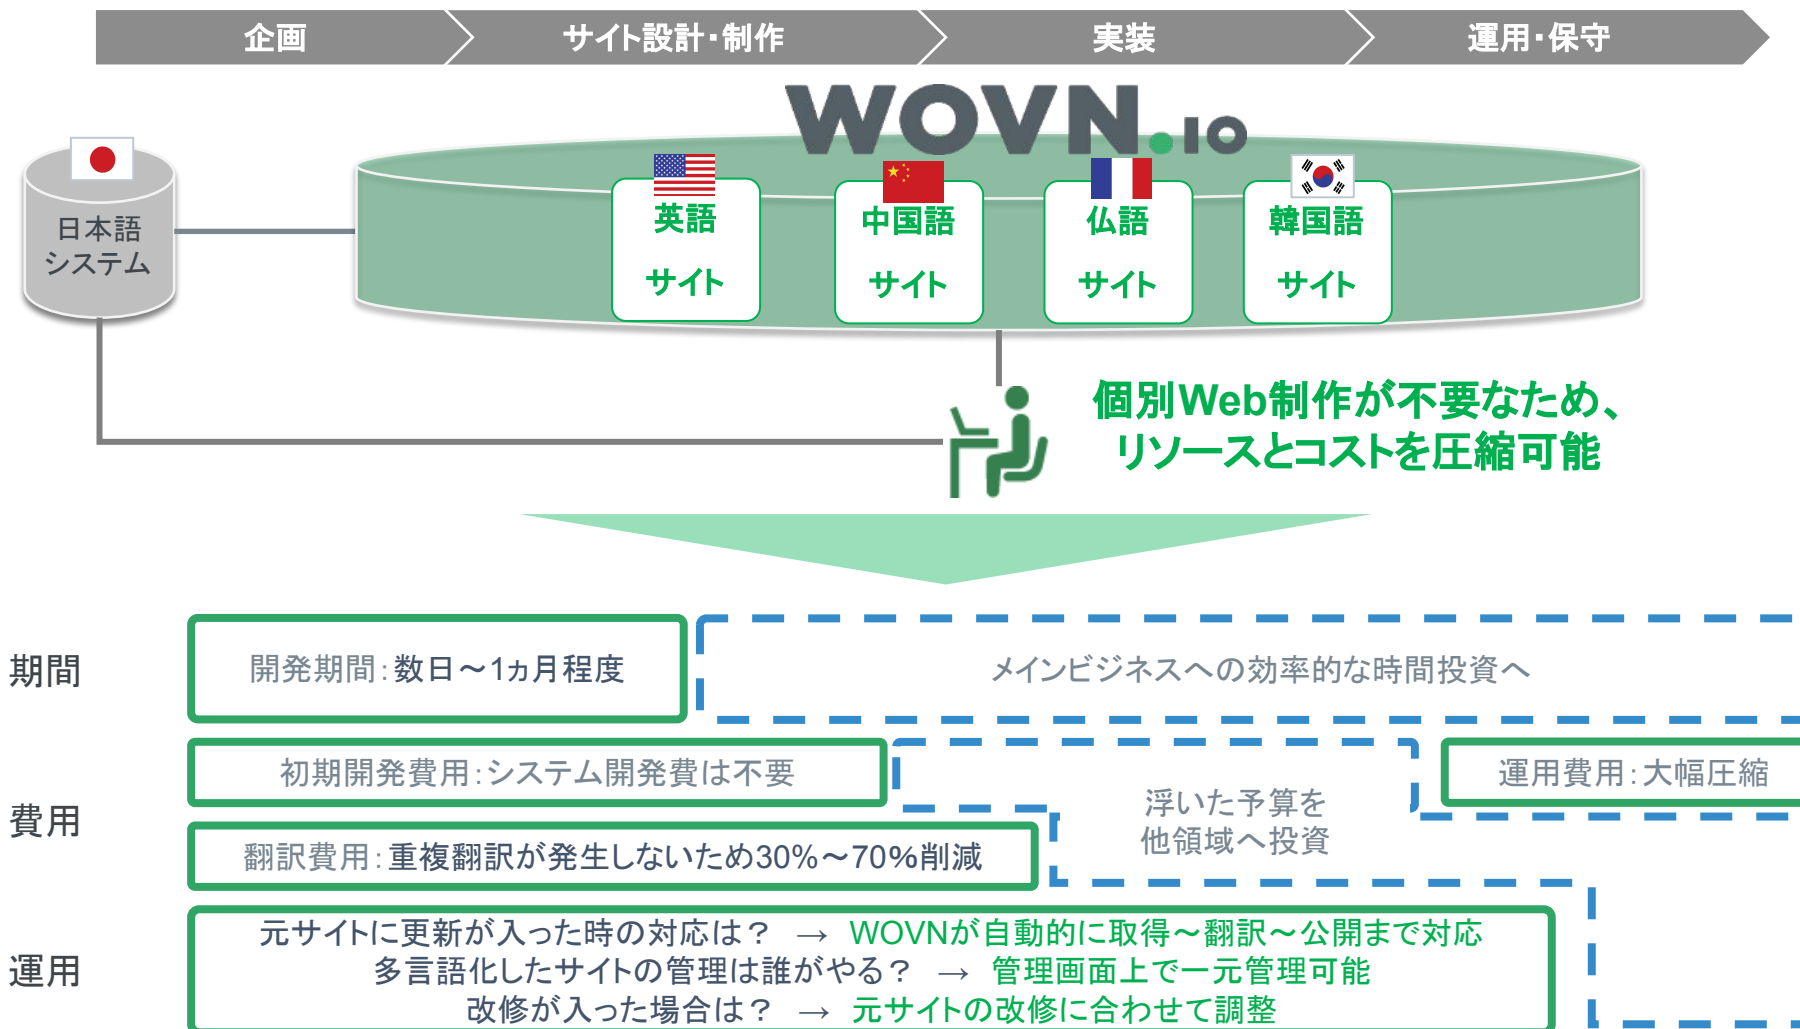 企画
サイト設計・制作
実装
運用・保守
WOVN.io
日本語
システム
英語
サイト
中国語
サイト
仏語
サイト
韓国語
サイト
個別Web制作が不要なため、
リソースとコストを圧縮可能
期間
開発期間：数日～1ヵ月程度
メインビジネスへの効率的な時間投資へ
費用
初期開発費用：システム開発費は不要
浮いた予算を
他領域へ投資
運用費用：大幅圧縮
翻訳費用：重複翻訳が発生しないため30%～70%削減
運用
元サイトに更新が入った時の対応は？ → WOVNが自動的に取得～翻訳～公開まで対応
多言語化したサイトの管理は誰がやる？ → 管理画面上で一元管理可能
改修が入った場合は？ → 元サイトの改修に合わせて調整